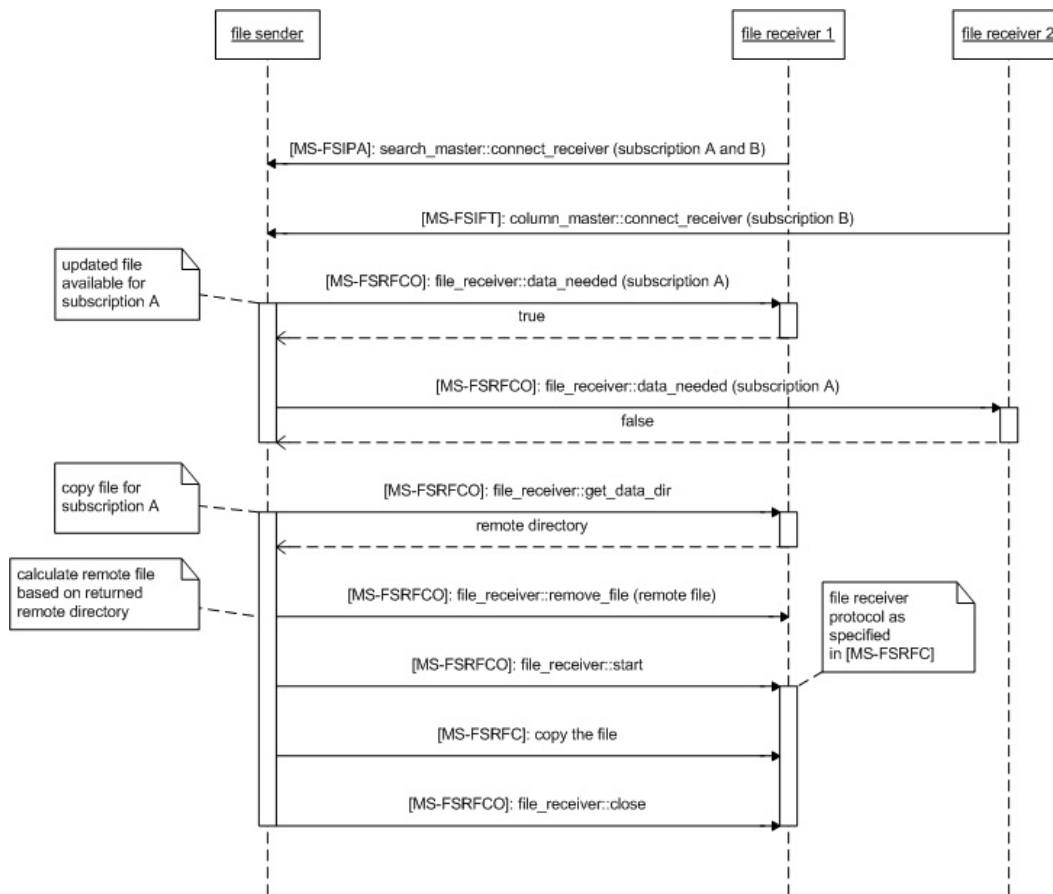 file sender
file receiver 1
file receiver 2
[MS-FSIPA]: search_master::connect_receiver (subscription A and B)
[MS-FSIFT]: column_master::connect_receiver (subscription B)
updated file
available for
subscription A
[MS-FSRFCO]: file_receiver::data_needed (subscription A)
true
[MS-FSRFCO]: file_receiver::data_needed (subscription A)
false
copy file for
subscription A
[MS-FSRFCO]: file_receiver::get_data_dir
remote directory
calculate remote file
based on returned
remote directory
[MS-FSRFCO]: file_receiver::remove_file (remote file)
file receiver
protocol as
specified
in [MS-FSRFC]
[MS-FSRFCO]: file_receiver::start
[MS-FSRFC]: copy the file
[MS-FSRFCO]: file_receiver::close